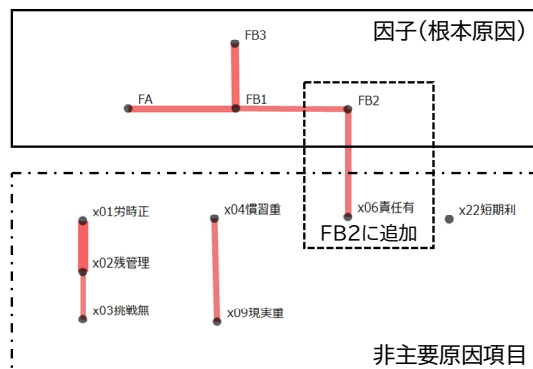 因子(根本原因)
FB3
FA
FB1
FB2
x01労時正
x04慣習重
x06責任有
x22短期利
FB2に追加
x02残管理
x03挑戦無
x09現実重
非主要原因項目